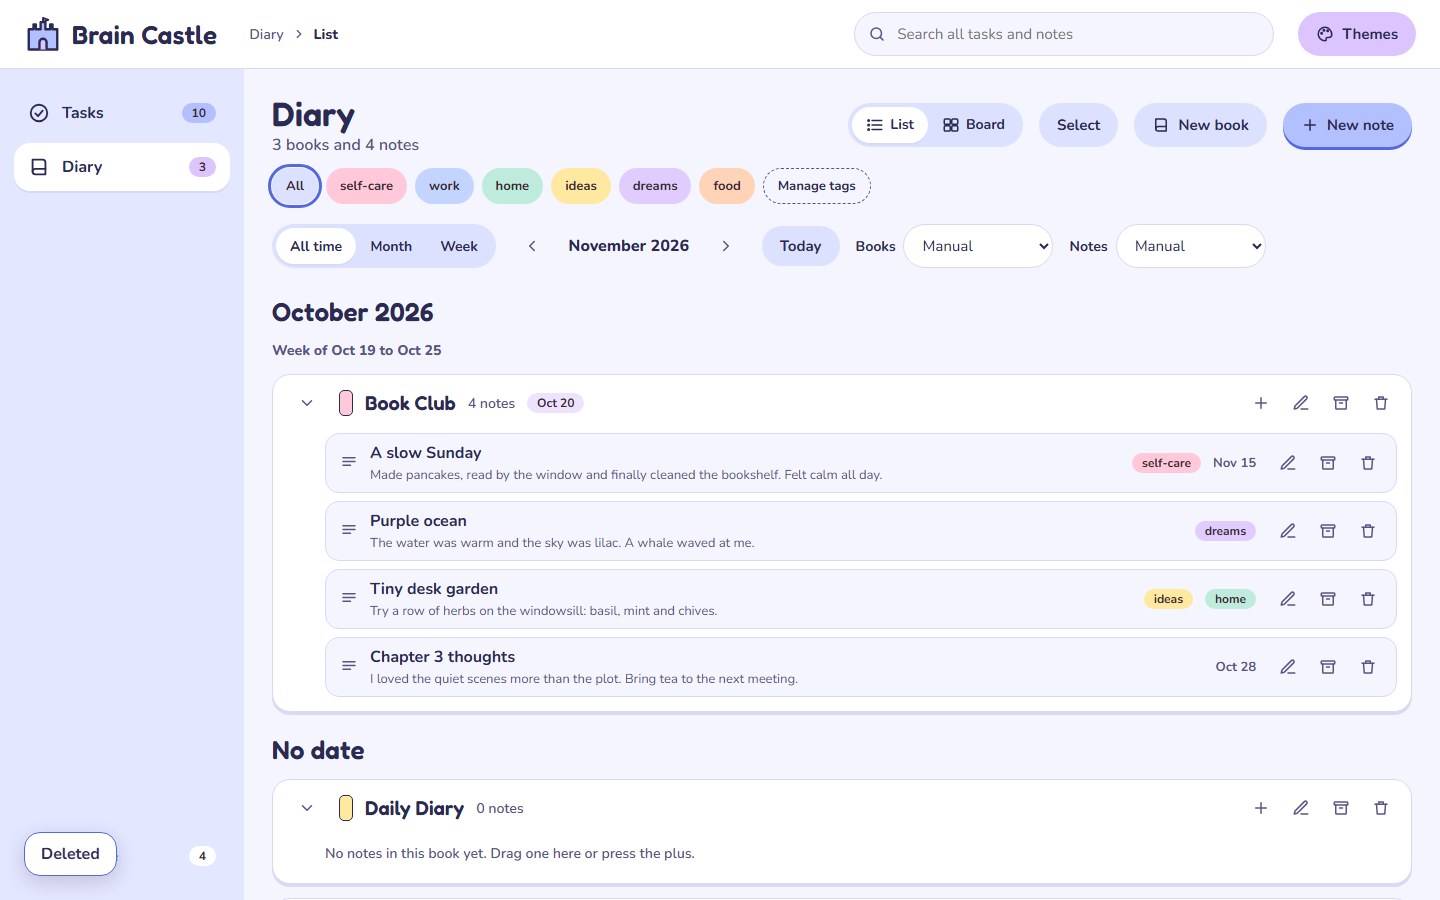 Brain Castle
Diary > List
Search all tasks and notes
Themes
Tasks 10
Diary 3
Diary
3 books and 4 notes
List
Board
Select
New book
New note
All
self-care
work
home
ideas
dreams
food
Manage tags
All time
Month
Week
November 2026
Today
Books
Manual
Notes
Manual
October 2026
Week of Oct 19 to Oct 25
Book Club 4 notes Oct 20
A slow Sunday
Made pancakes, read by the window and finally cleaned the bookshelf. Felt calm all day.
self-care Nov 15
Purple ocean
The water was warm and the sky was lilac. A whale waved at me.
dreams
Tiny desk garden
Try a row of herbs on the windowsill: basil, mint and chives.
ideas home
Chapter 3 thoughts
I loved the quiet scenes more than the plot. Bring tea to the next meeting.
Oct 28
No date
Daily Diary 0 notes
No notes in this book yet. Drag one here or press the plus.
Deleted
4